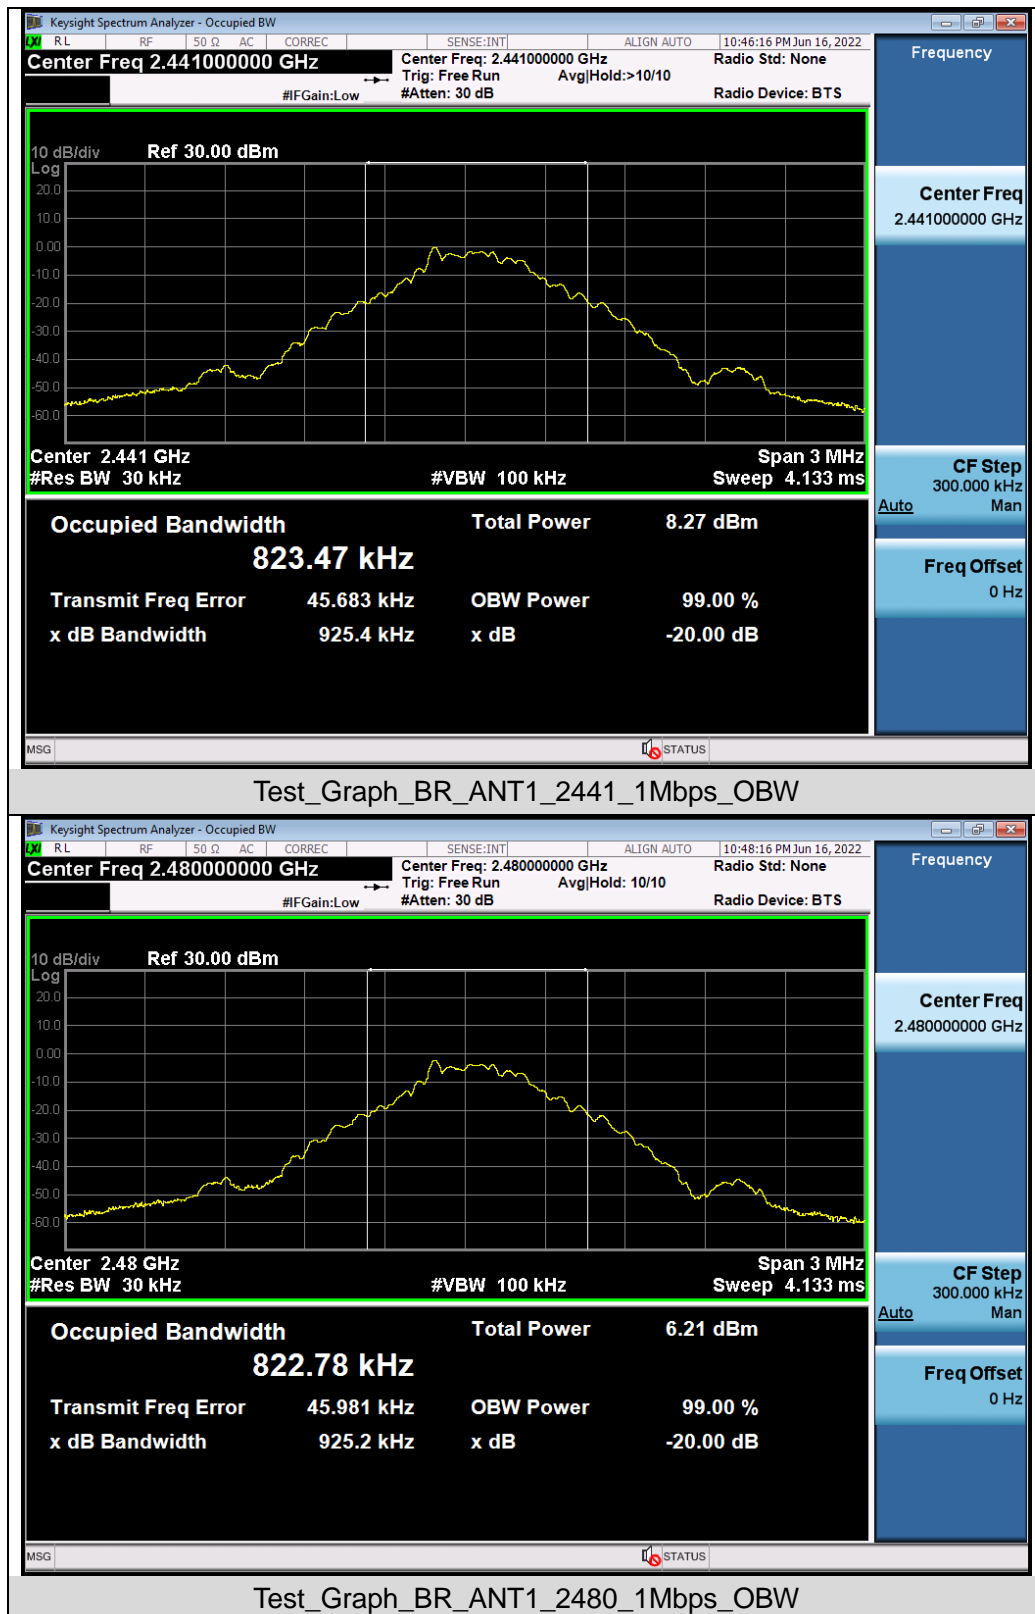 Keysight Spectrum Analyzer - Occupied BW
LXI RL RF 50 Ω AC CORREC SENSE:INT ALIGN AUTO 10:46:16 PM Jun 16, 2022
Center Freq 2.441000000 GHz
Center Freq: 2.441000000 GHz
Radio Std: None
Trig: Free Run Avg|Hold:>10/10
#IFGain:Low #Atten: 30 dB Radio Device: BTS
Frequency
10 dB/div Ref 30.00 dBm
Log
20.0
10.0
0.00
-10.0
-20.0
-30.0
-40.0
-50.0
-60.0
Center 2.441 GHz Span 3 MHz
#Res BW 30 kHz #VBW 100 kHz Sweep 4.133 ms
Center Freq
2.441000000 GHz
CF Step
300.000 kHz
Auto Man
Freq Offset
0 Hz
Occupied Bandwidth Total Power 8.27 dBm
823.47 kHz
Transmit Freq Error 45.683 kHz OBW Power 99.00 %
x dB Bandwidth 925.4 kHz x dB -20.00 dB
MSG STATUS
Test_Graph_BR_ANT1_2441_1Mbps_OBW
Keysight Spectrum Analyzer - Occupied BW
LXI RL RF 50 Ω AC CORREC SENSE:INT ALIGN AUTO 10:48:16 PM Jun 16, 2022
Center Freq 2.480000000 GHz
Center Freq: 2.480000000 GHz
Radio Std: None
Trig: Free Run Avg|Hold: 10/10
#IFGain:Low #Atten: 30 dB Radio Device: BTS
Frequency
10 dB/div Ref 30.00 dBm
Log
20.0
10.0
0.00
-10.0
-20.0
-30.0
-40.0
-50.0
-60.0
Center 2.48 GHz Span 3 MHz
#Res BW 30 kHz #VBW 100 kHz Sweep 4.133 ms
Center Freq
2.480000000 GHz
CF Step
300.000 kHz
Auto Man
Freq Offset
0 Hz
Occupied Bandwidth Total Power 6.21 dBm
822.78 kHz
Transmit Freq Error 45.981 kHz OBW Power 99.00 %
x dB Bandwidth 925.2 kHz x dB -20.00 dB
MSG STATUS
Test_Graph_BR_ANT1_2480_1Mbps_OBW